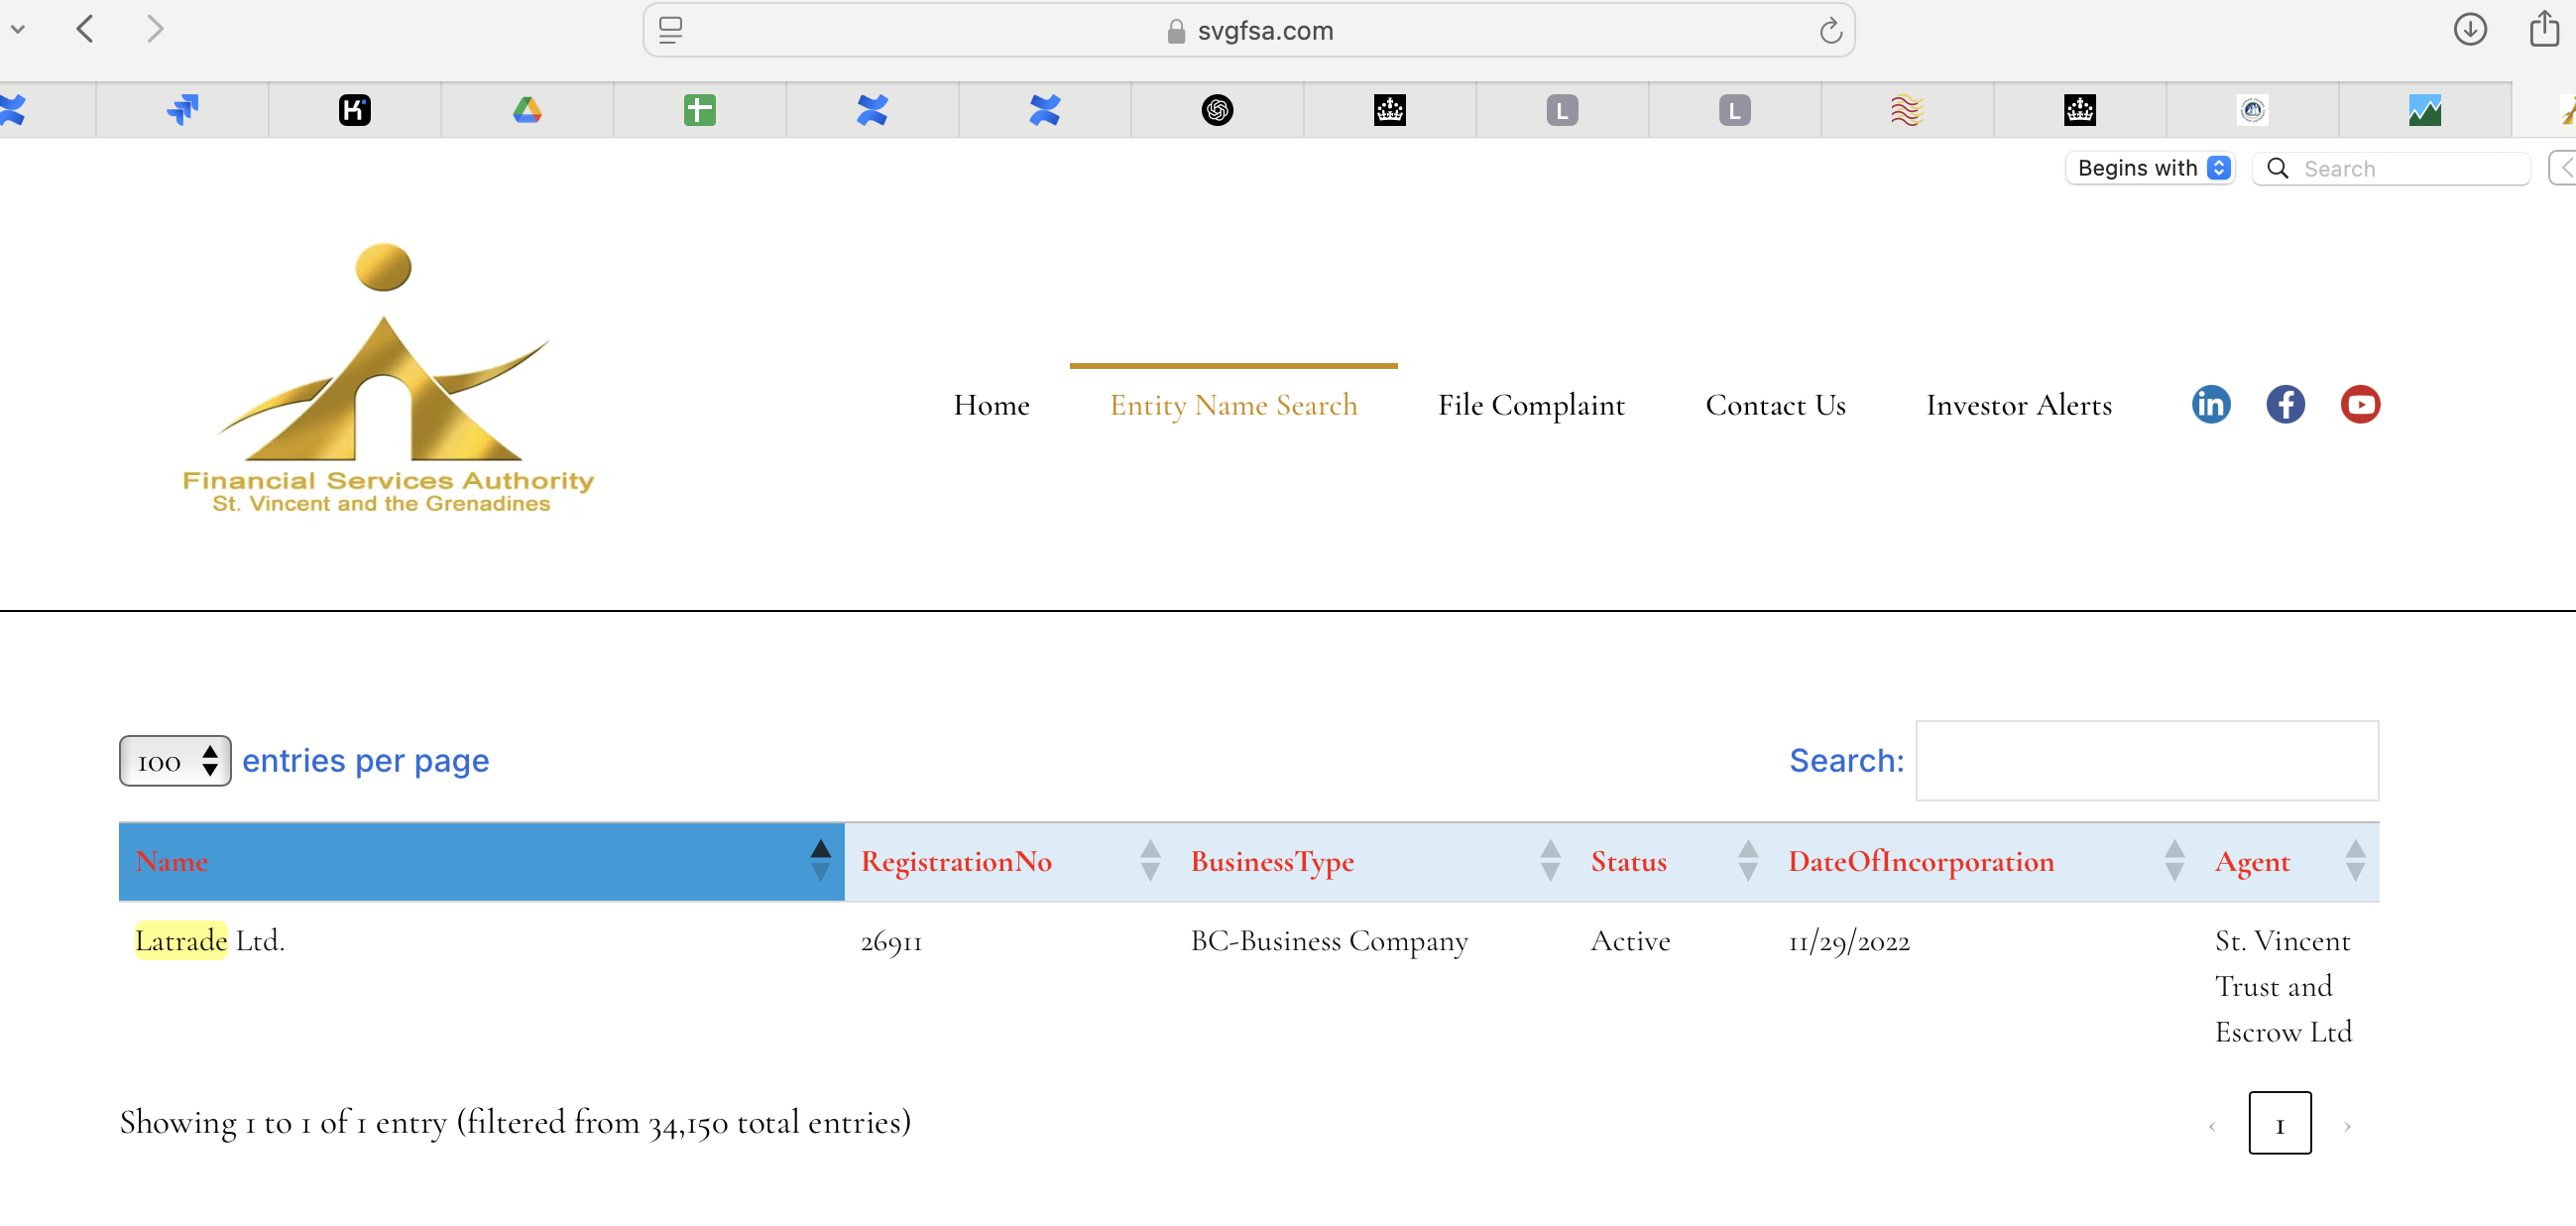 svgfsa.com
K
L
L
Begins with
Search
Home
Entity Name Search
File Complaint
Contact Us
Investor Alerts
in
f
Financial Services Authority
St. Vincent and the Grenadines
100 entries per page
Search:
Name RegistrationNo BusinessType Status DateOfIncorporation Agent
Latrade Ltd. 26911 BC-Business Company Active 11/29/2022 St. Vincent
Trust and
Escrow Ltd
Showing 1 to 1 of 1 entry (filtered from 34,150 total entries)
‹ 1 ›